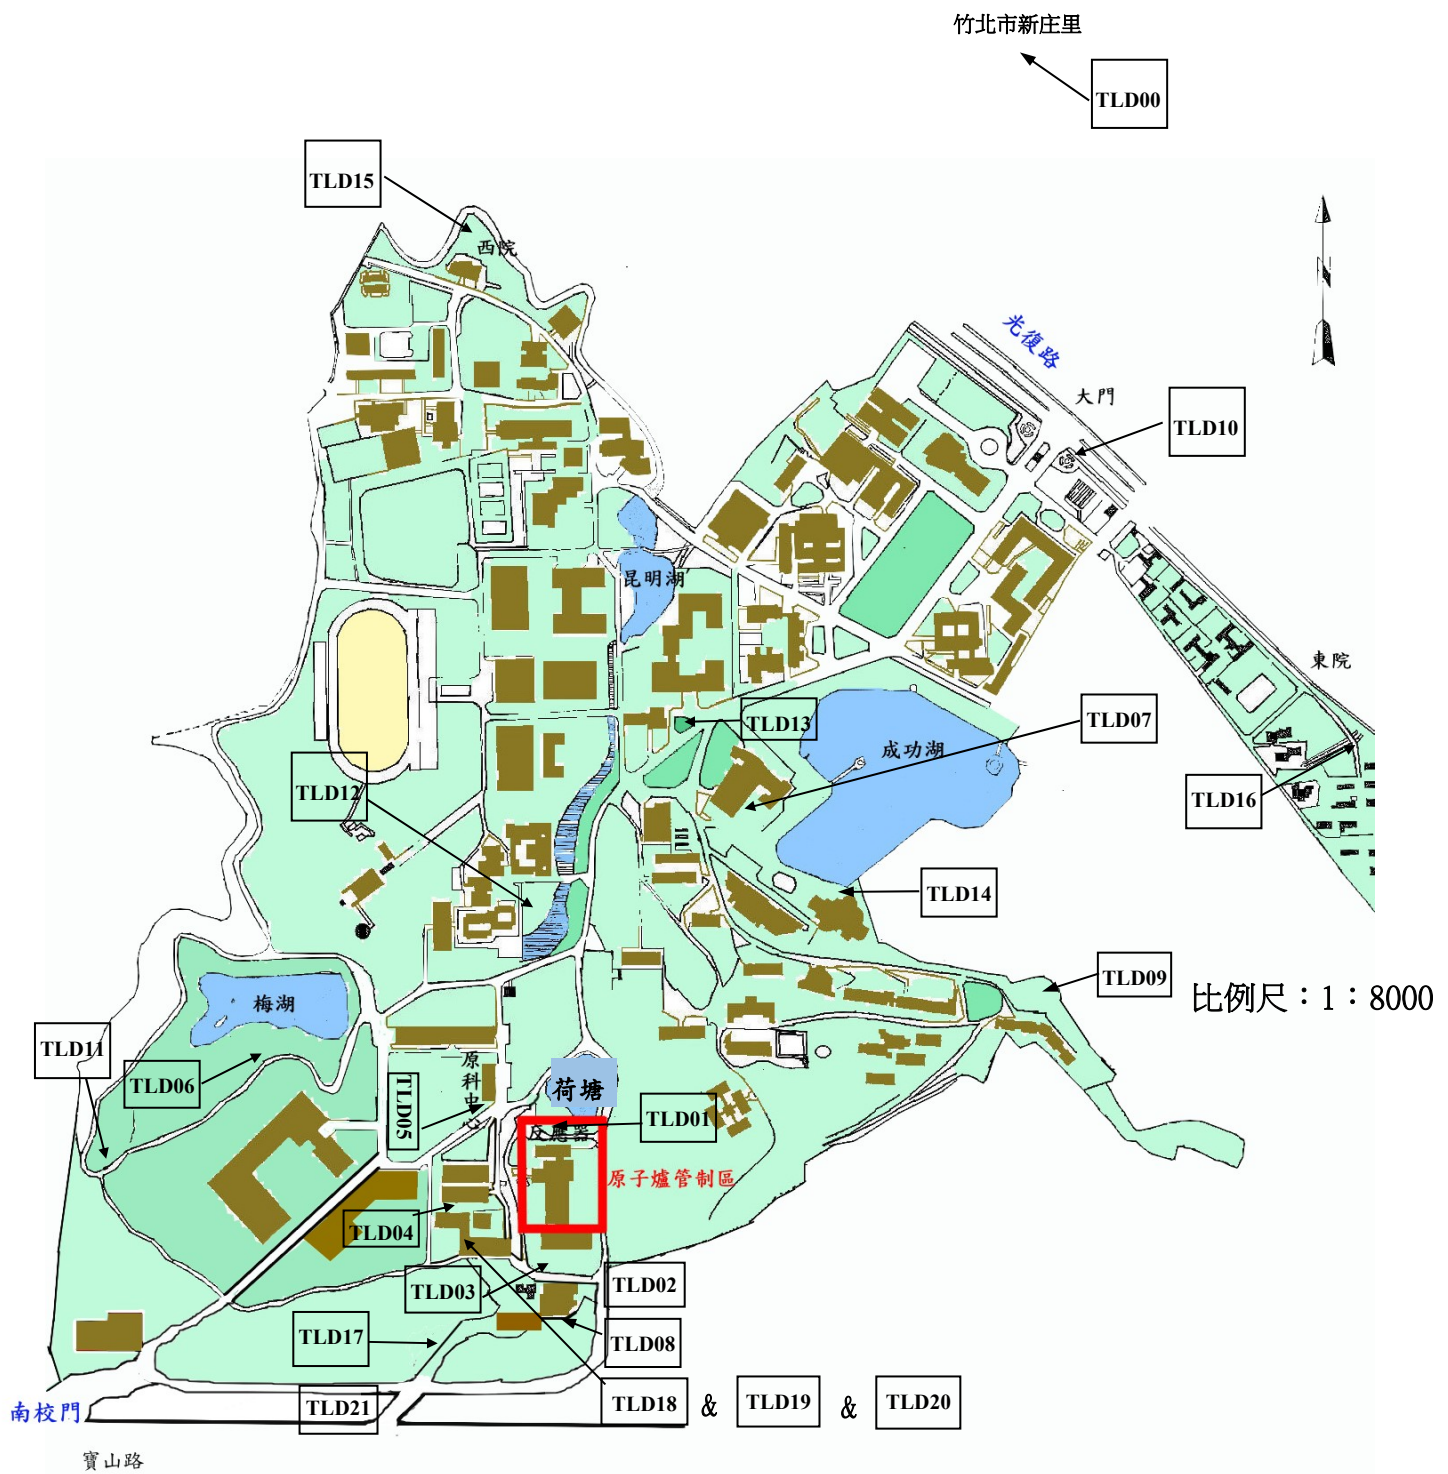 竹北市新庄里
TLD00
TLD15
西院
N
光復路
大門
TLD10
昆明湖
東院
TLD13
TLD07
成功湖
TLD12
TLD16
TLD14
TLD09
比例尺：1：8000
梅湖
TLD11
TLD06
原科中心
TLD05
荷塘
TLD01
反應器
原子爐管制區
TLD04
TLD03
TLD02
TLD17
TLD08
TLD18 & TLD19 & TLD20
TLD21
南校門
寶山路